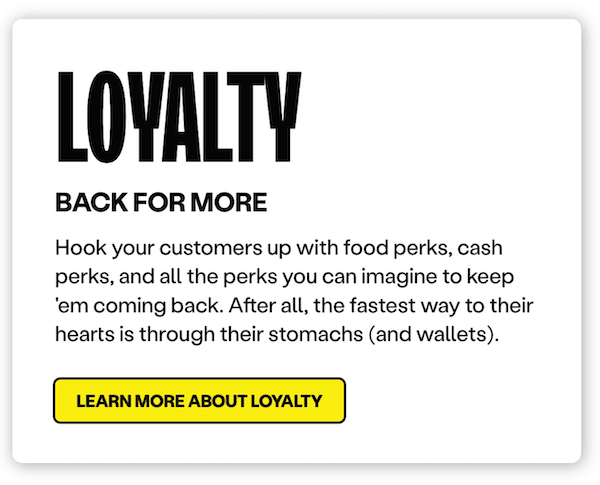 LOYALTY
BACK FOR MORE
Hook your customers up with food perks, cash
perks, and all the perks you can imagine to keep
'em coming back. After all, the fastest way to their
hearts is through their stomachs (and wallets).
LEARN MORE ABOUT LOYALTY